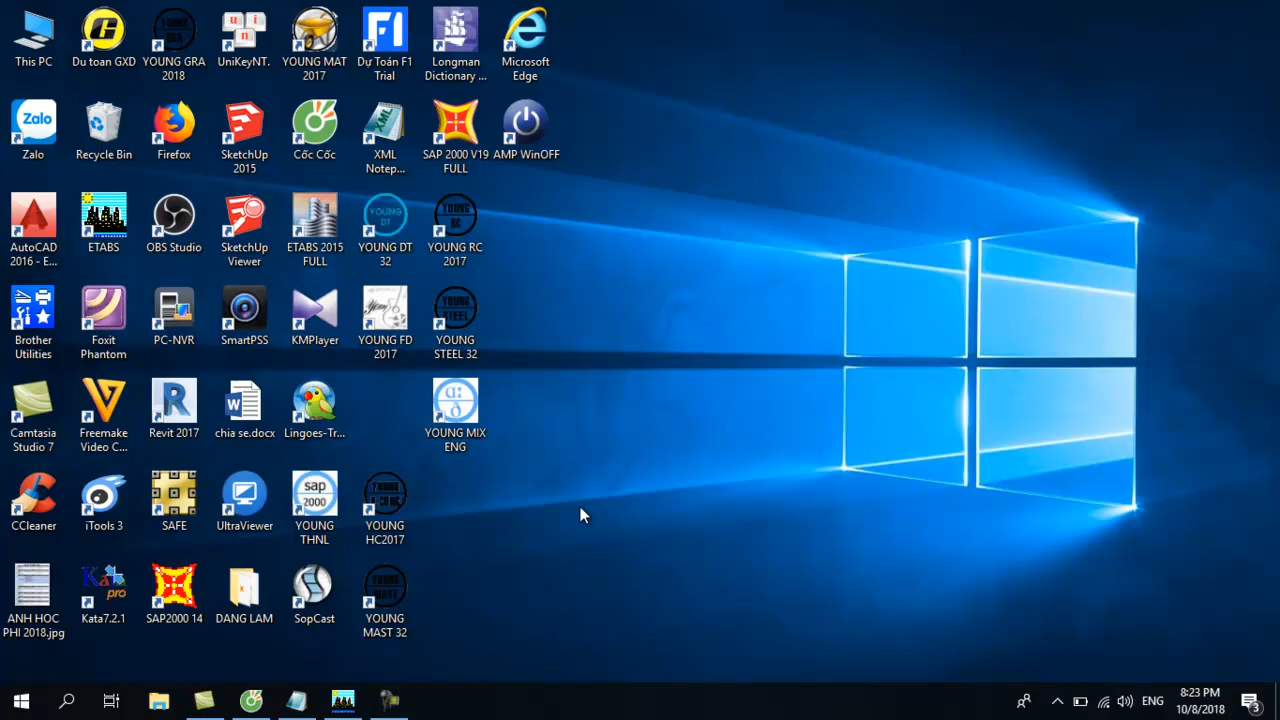 This PC
Du toan GXD
YOUNG GRA
2018
UniKeyNT.
YOUNG MAT
2017
Dự Toán F1
Trial
Longman
Dictionary ...
Microsoft
Edge
Zalo
Zalo
Recycle Bin
Firefox
SketchUp
2015
Cốc Cốc
XML
Notep...
SAP 2000 V19
FULL
AMP WinOFF
AutoCAD
2016 - E...
ETABS
OBS Studio
SketchUp
Viewer
ETABS 2015
FULL
YOUNG DT
32
YOUNG RC
2017
Brother
Utilities
Foxit
Phantom
PC-NVR
SmartPSS
KMPlayer
YOUNG FD
2017
YOUNG
STEEL 32
Camtasia
Studio 7
Freemake
Video C...
Revit 2017
chia se.docx
Lingoes-Tr...
YOUNG MIX
ENG
CCleaner
iTools 3
SAFE
UltraViewer
sap
2000
YOUNG
THNL
YOUNG
HC2017
ANH HOC
PHI 2018.jpg
Kata7.2.1
SAP2000 14
DANG LAM
SopCast
YOUNG
MAST 32
ENG
8:23 PM
10/8/2018
3